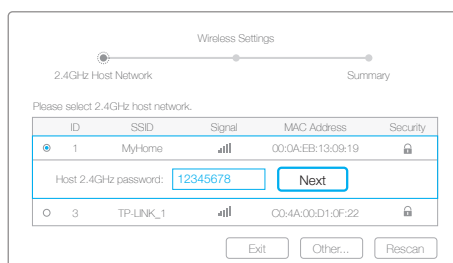 Wireless Settings
2.4GHz Host Network Summary
Please select 2.4GHz host network.
ID SSID Signal MAC Address Security
1 MyHome 00:0A:EB:13:09:19
Host 2.4GHz password: 12345678 Next
3 TP-LINK_1 C0:4A:00:D1:0F:22
Exit Other... Rescan